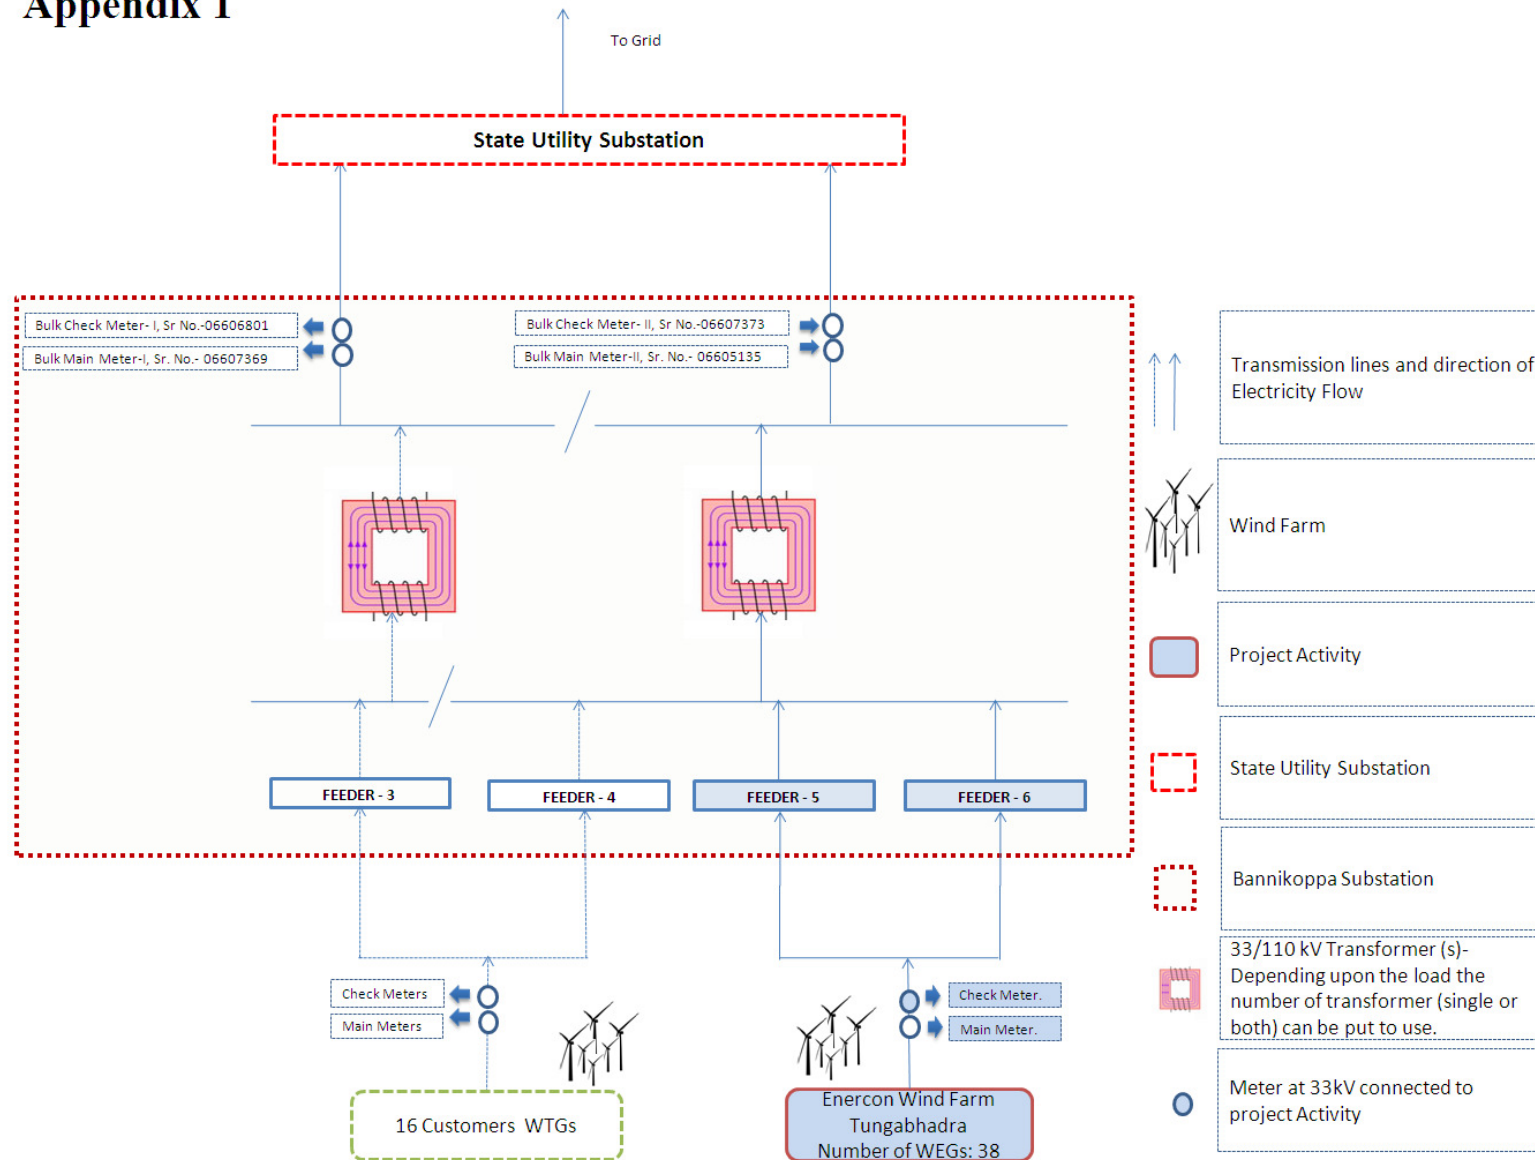 Appendix 1
To Grid
State Utility Substation
Bulk Check Meter- I, Sr No.-06606801
Bulk Main Meter-I, Sr. No.- 06607369
Bulk Check Meter- II, Sr No.-06607373
Bulk Main Meter-II, Sr. No.- 06605135
FEEDER - 3
FEEDER - 4
FEEDER - 5
FEEDER - 6
Check Meters
Main Meters
Check Meter.
Main Meter.
16 Customers WTGs
Enercon Wind Farm
Tungabhadra
Number of WEGs: 38
Transmission lines and direction of
Electricity Flow
Wind Farm
Project Activity
State Utility Substation
Bannikoppa Substation
33/110 kV Transformer (s)-
Depending upon the load the
number of transformer (single or
both) can be put to use.
Meter at 33kV connected to
project Activity